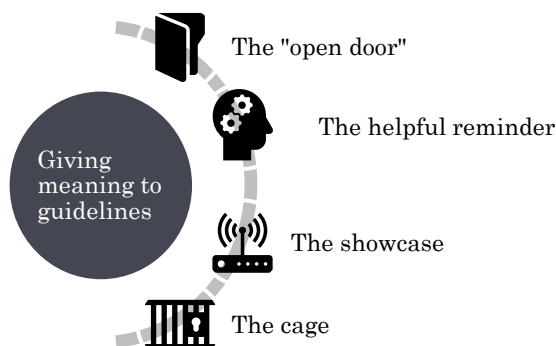 The "open door"
The helpful reminder
Giving
meaning to
guidelines
The showcase
The cage